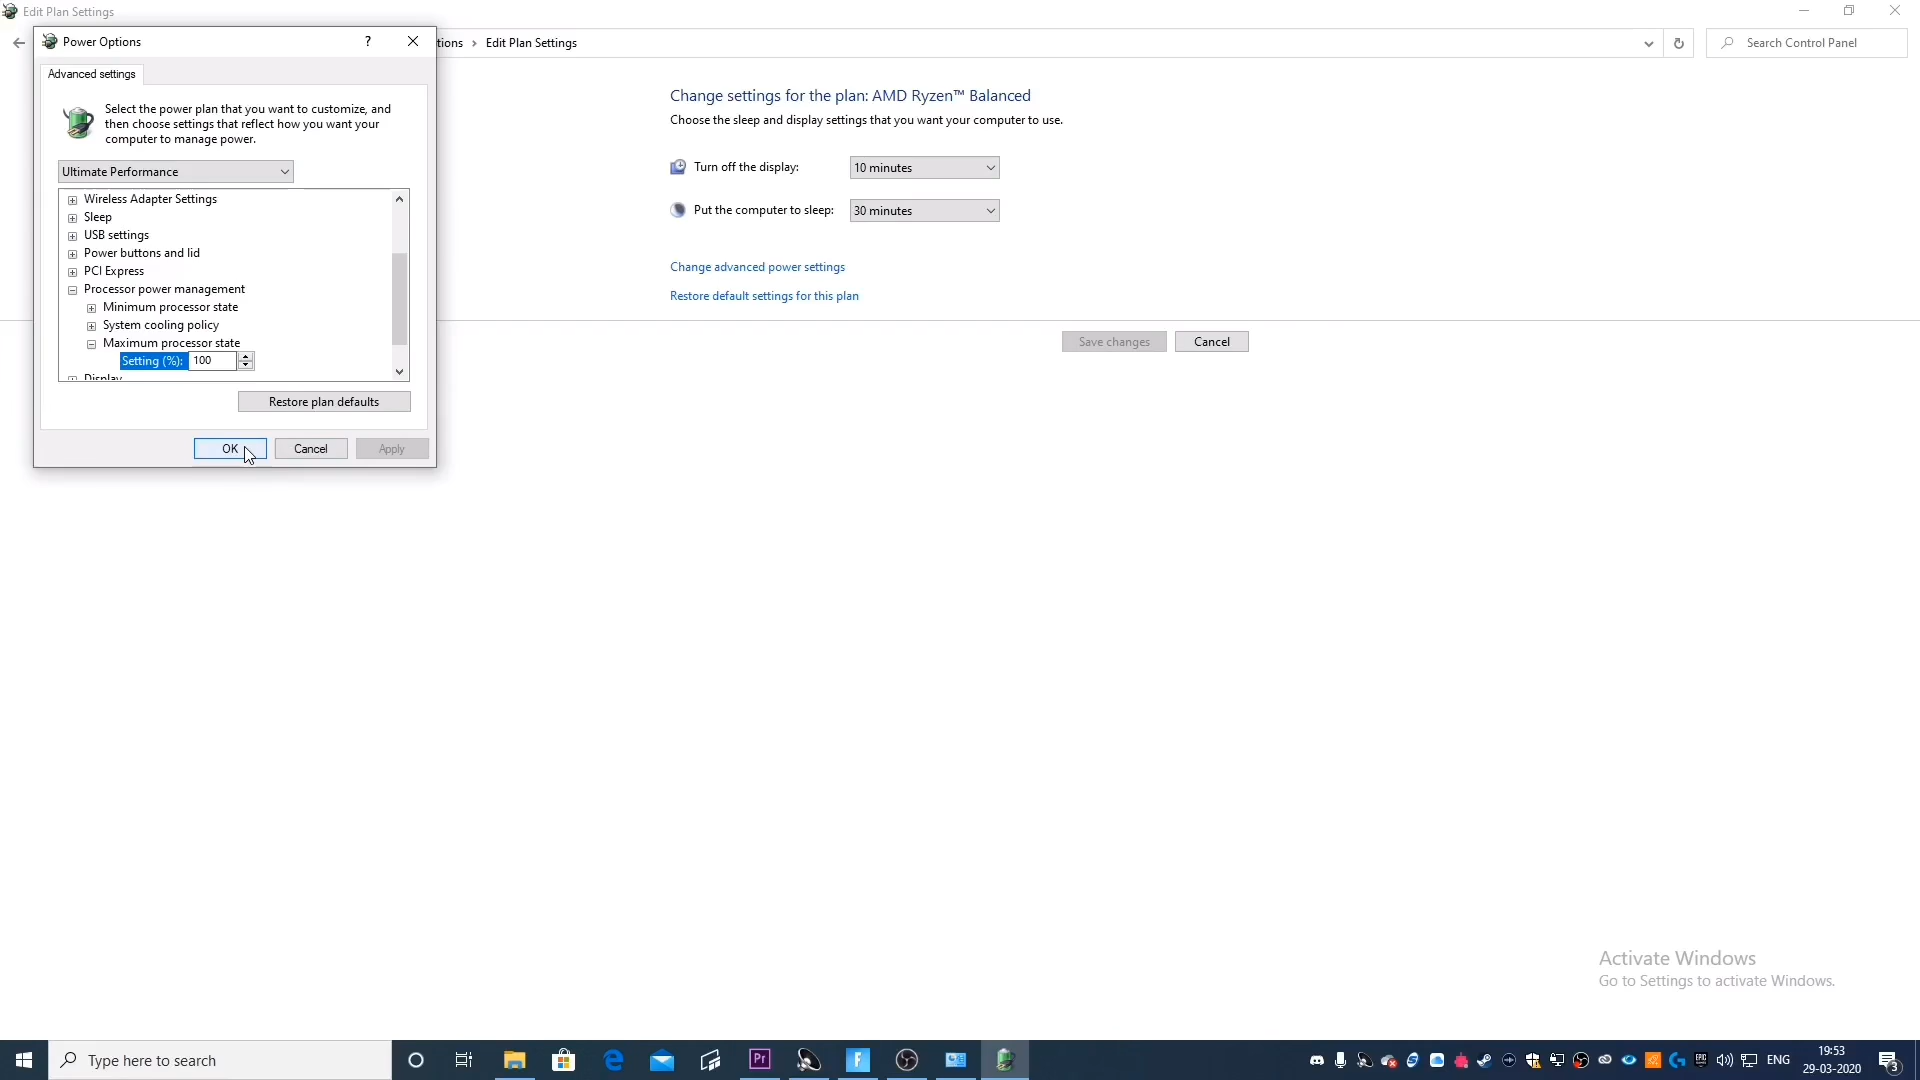 Edit Plan Settings
Power Options
?
tions
Edit Plan Settings
Search Control Panel
Advanced settings
Select the power plan that you want to customize, and
then choose settings that reflect how you want your
computer to manage power.
Ultimate Performance
Wireless Adapter Settings
Sleep
USB settings
Power buttons and lid
PCI Express
Processor power management
Minimum processor state
System cooling policy
Maximum processor state
Setting (%): 100
Display
Restore plan defaults
OK
Cancel
Apply
Change settings for the plan: AMD Ryzen™ Balanced
Choose the sleep and display settings that you want your computer to use.
Turn off the display: 10 minutes
Put the computer to sleep: 30 minutes
Change advanced power settings
Restore default settings for this plan
Save changes
Cancel
Activate Windows
Go to Settings to activate Windows.
Type here to search
Pr
ENG
19:53
29-03-2020
3